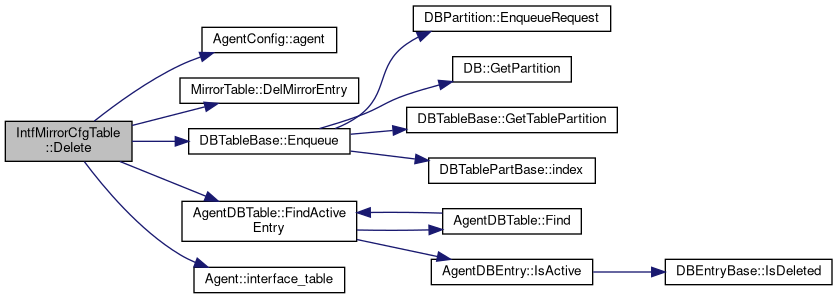 IntfMirrorCfgTable
::Delete
AgentConfig::agent
MirrorTable::DelMirrorEntry
DBTableBase::Enqueue
AgentDBTable::FindActive
Entry
Agent::interface_table
DBPartition::EnqueueRequest
DB::GetPartition
DBTableBase::GetTablePartition
DBTablePartBase::index
AgentDBTable::Find
AgentDBEntry::IsActive
DBEntryBase::IsDeleted